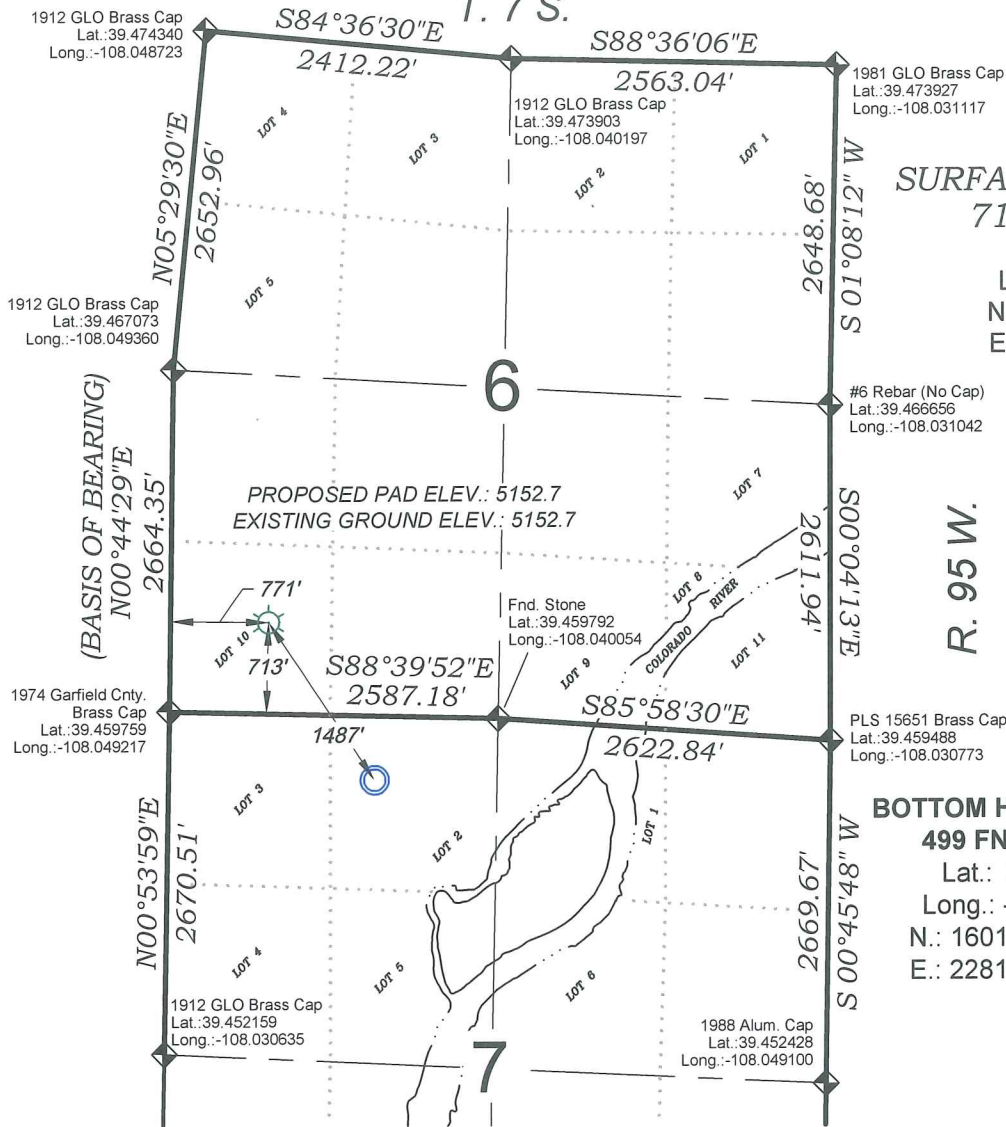 T. 7 S.
1912 GLO Brass Cap
Lat.:39.474340
Long.:-108.048723
S84°36'30"E
2412.22'
S88°36'06"E
2563.04'
1912 GLO Brass Cap
Lat.:39.473903
Long.:-108.040197
1981 GLO Brass Cap
Lat.:39.473927
Long.:-108.031117
LOT 4
LOT 3
LOT 2
LOT 1
N05°29'30"E
2652.96'
2648.68'
S 01°08'12" W
SURFA
71
L
N
E
LOT 5
1912 GLO Brass Cap
Lat.:39.467073
Long.:-108.049360
6
#6 Rebar (No Cap)
Lat.:39.466656
Long.:-108.031042
(BASIS OF BEARING)
N00°44'29"E
2664.35'
PROPOSED PAD ELEV.: 5152.7
EXISTING GROUND ELEV.: 5152.7
LOT 7
2611.94'
S00°04'13"E
R. 95 W.
771'
LOT 10
713'
Fnd. Stone
Lat.:39.459792
Long.:-108.040054
LOT 8
COLORADO RIVER
LOT 9
LOT 11
1974 Garfield Cnty.
Brass Cap
Lat.:39.459759
Long.:-108.049217
S88°39'52"E
2587.18'
1487'
S85°58'30"E
2622.84'
PLS 15651 Brass Cap
Lat.:39.459488
Long.:-108.030773
LOT 3
LOT 2
LOT 1
N00°53'59"E
2670.51'
2669.67'
S 00°45'48" W
BOTTOM H
499 FN
Lat.:
Long.: -
N.: 1601
E.: 2281
LOT 4
LOT 5
LOT 6
1912 GLO Brass Cap
Lat.:39.452159
Long.:-108.030635
7
1988 Alum. Cap
Lat.:39.452428
Long.:-108.049100